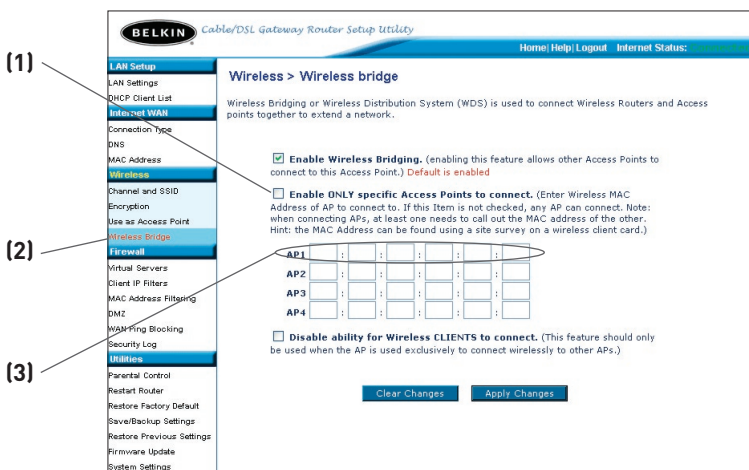 BELKIN Cable/DSL Gateway Router Setup Utility
Home| Help| Logout Internet Status:
(1)
(2)
(3)
LAN Setup
LAN Settings
DHCP Client List
Internet WAN
Connection Type
DNS
MAC Address
Wireless
Channel and SSID
Encryption
Use as Access Point
Wireless Bridge
Firewall
Virtual Servers
Client IP Filters
MAC Address Filtering
DMZ
WAN Ping Blocking
Security Log
Utilities
Parental Control
Restart Router
Restore Factory Default
Save/Backup Settings
Restore Previous Settings
Firmware Update
System Settings
Wireless > Wireless bridge
Wireless Bridging or Wireless Distribution System (WDS) is used to connect Wireless Routers and Access
points together to extend a network.
Enable Wireless Bridging. (enabling this feature allows other Access Points to
connect to this Access Point.) Default is enabled
Enable ONLY specific Access Points to connect. (Enter Wireless MAC
Address of AP to connect to. If this Item is not checked, any AP can connect. Note:
when connecting APs, at least one needs to call out the MAC address of the other.
Hint: the MAC Address can be found using a site survey on a wireless client card.)
AP1 : : : : :
AP2 : : : : :
AP3 : : : : :
AP4 : : : : :
Disable ability for Wireless CLIENTS to connect. (This feature should only
be used when the AP is used exclusively to connect wirelessly to other APs.)
Clear Changes Apply Changes